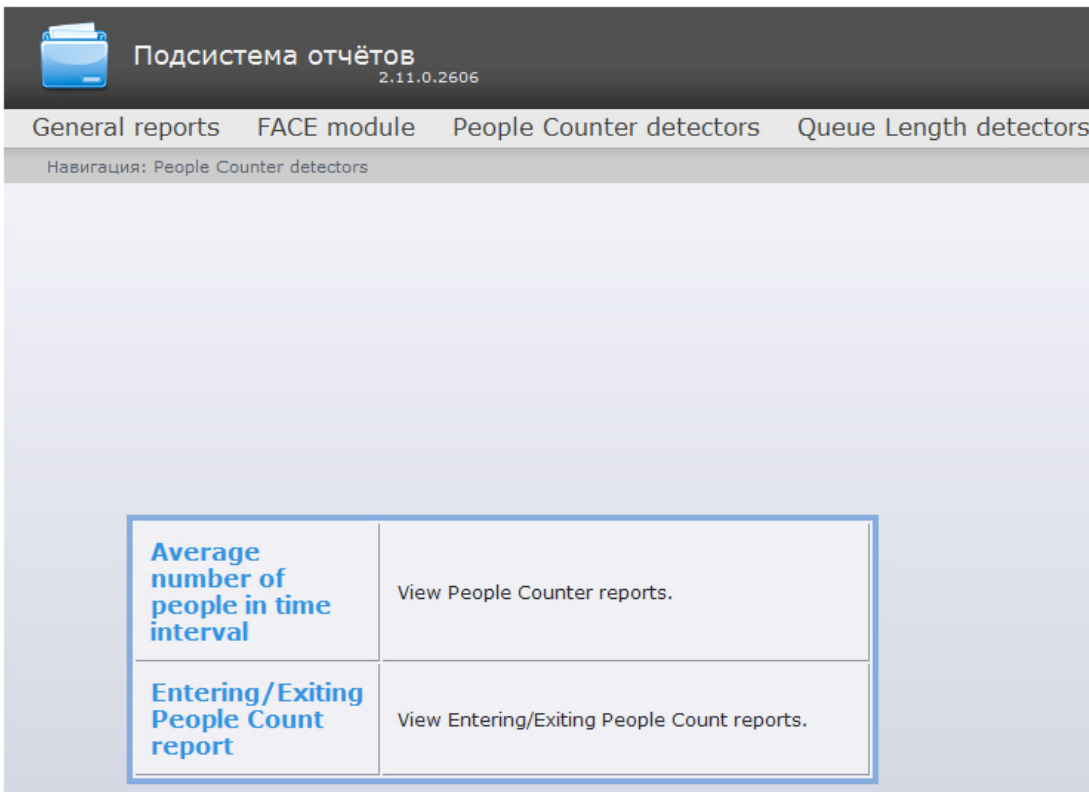 Подсистема отчётов
2.11.0.2606
General reports FACE module People Counter detectors Queue Length detectors
Навигация: People Counter detectors
Average
number of
people in time
interval
View People Counter reports.
Entering/Exiting
People Count
report
View Entering/Exiting People Count reports.